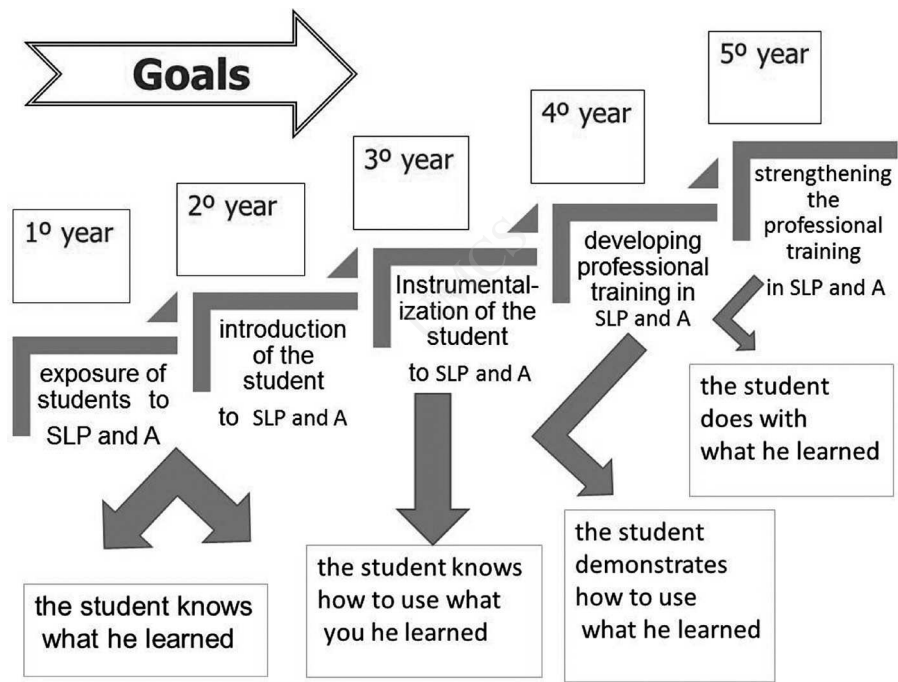 Goals
1º year
2º year
3º year
4º year
5º year
exposure of
students to
SLP and A
introduction
of the
student
to SLP and A
Instrumental-
ization of the
student
to SLP and A
developing
professional
training in
SLP and A
strengthening
the
professional
training
in SLP and A
the student knows
what he learned
the student knows
how to use what
you he learned
the student
demonstrates
how to use
what he learned
the student
does with
what he learned